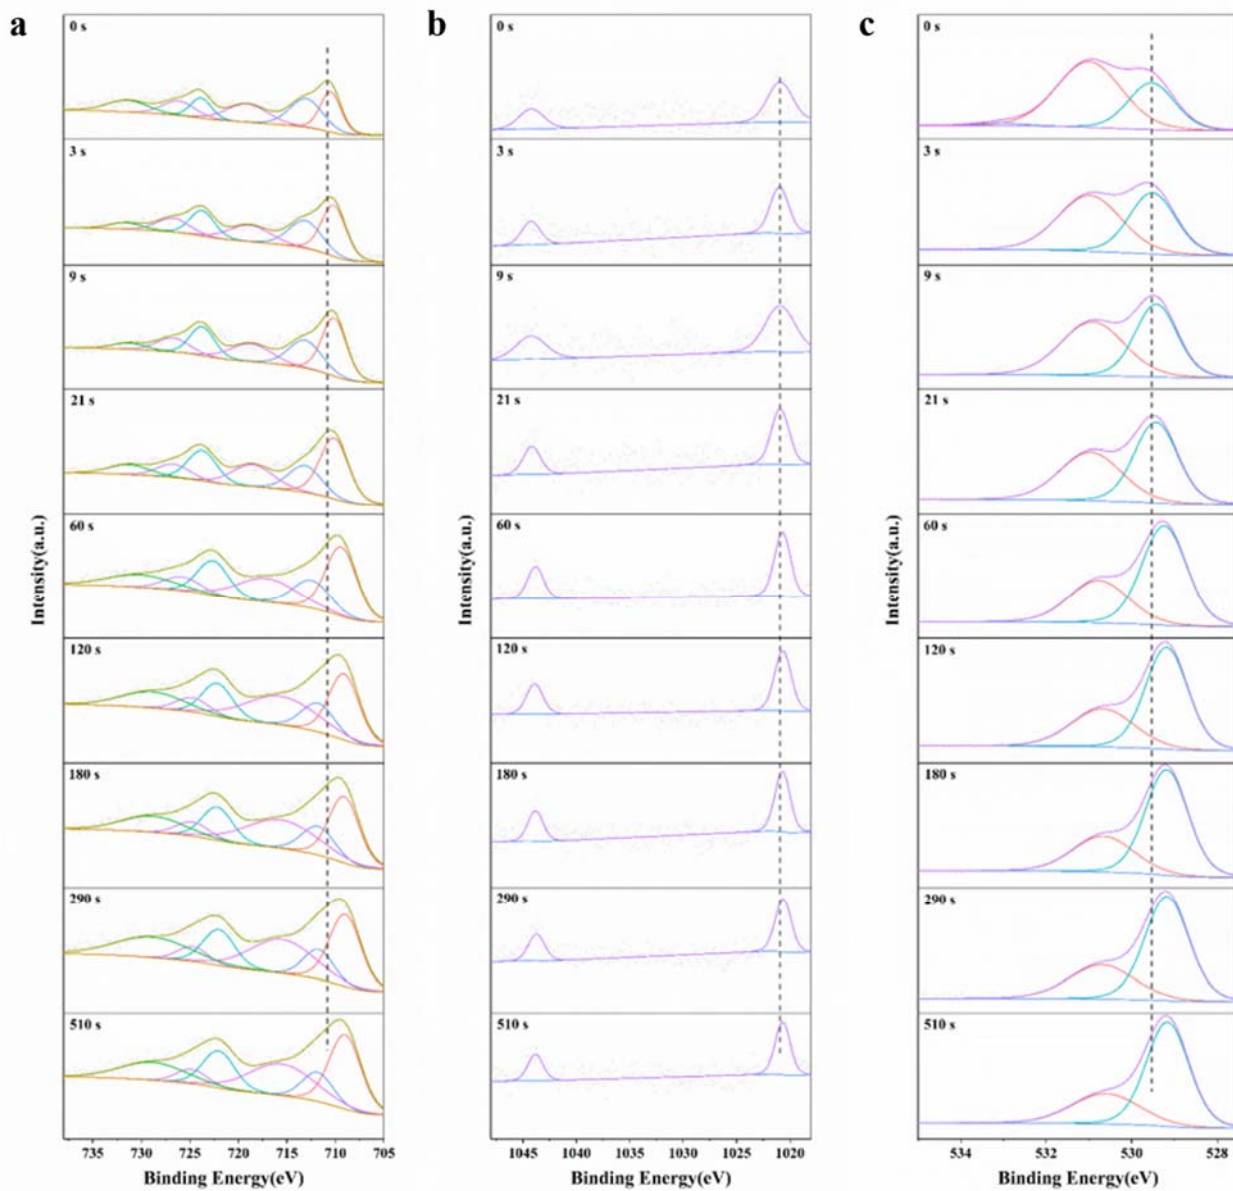 a
b
c
0 s
0 s
0 s
3 s
3 s
3 s
9 s
9 s
9 s
21 s
21 s
21 s
60 s
60 s
60 s
120 s
120 s
120 s
180 s
180 s
180 s
290 s
290 s
290 s
510 s
510 s
510 s
Intensity(a.u.)
Intensity(a.u.)
Intensity(a.u.)
735 730 725 720 715 710 705
1045 1040 1035 1030 1025 1020
534 532 530 528
Binding Energy(eV)
Binding Energy(eV)
Binding Energy(eV)